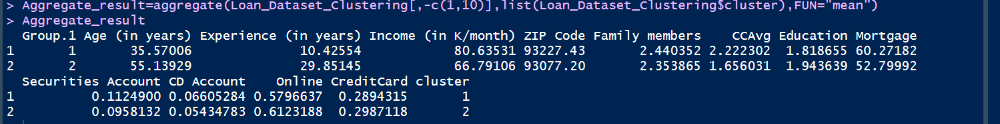 > Aggregate_result=aggregate(Loan_Dataset_Clustering[,-c(1,10)],list(Loan_Dataset_Clustering$cluster),FUN="mean")
> Aggregate_result
  Group.1 Age (in years) Experience (in years) Income (in K/month) ZIP Code Family members    CCAvg Education Mortgage
1       1       35.57006              10.42554            80.63531 93227.43       2.440352 2.222302  1.818655 60.27182
2       2       55.13929              29.85145            66.79106 93077.20       2.353865 1.656031  1.943639 52.79992
  Securities Account CD Account    Online CreditCard cluster
1          0.1124900 0.06605284 0.5796637  0.2894315       1
2          0.0958132 0.05434783 0.6123188  0.2987118       2